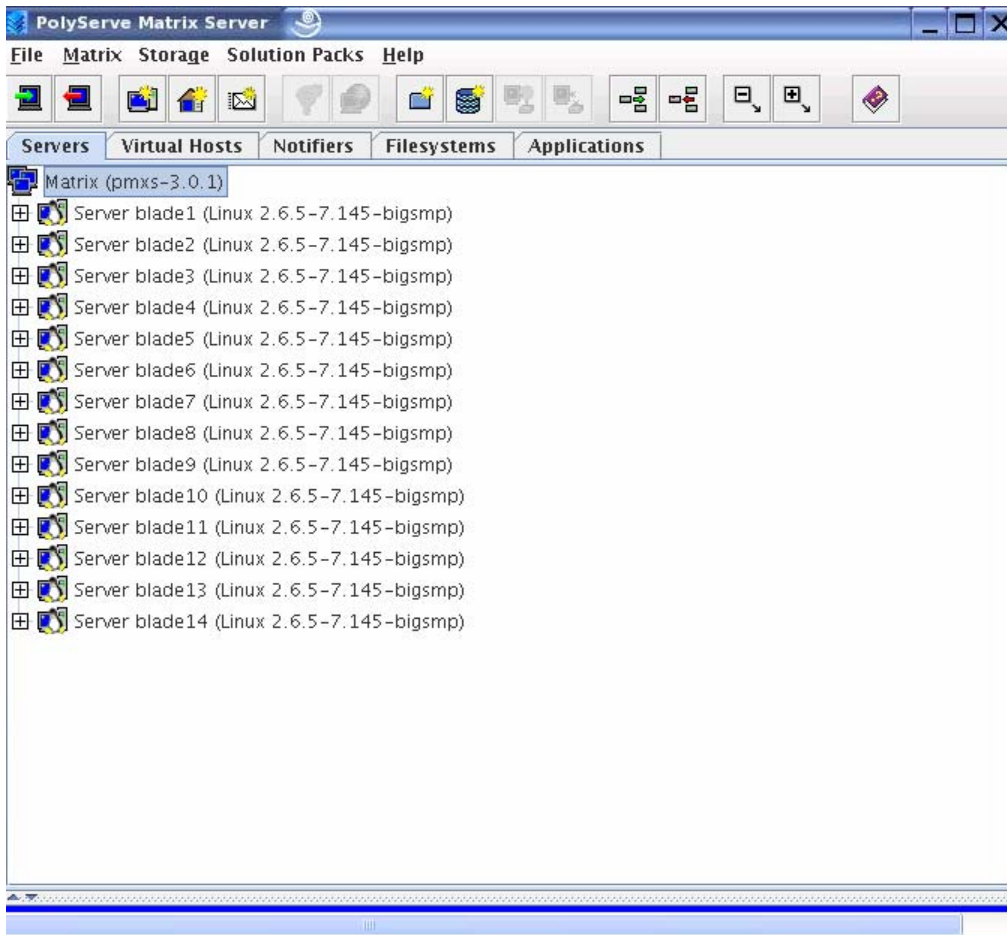 PolyServe Matrix Server
File Matrix Storage Solution Packs Help
Servers Virtual Hosts Notifiers Filesystems Applications
Matrix (pmxs-3.0.1)
Server blade1 (Linux 2.6.5-7.145-bigsmp)
Server blade2 (Linux 2.6.5-7.145-bigsmp)
Server blade3 (Linux 2.6.5-7.145-bigsmp)
Server blade4 (Linux 2.6.5-7.145-bigsmp)
Server blade5 (Linux 2.6.5-7.145-bigsmp)
Server blade6 (Linux 2.6.5-7.145-bigsmp)
Server blade7 (Linux 2.6.5-7.145-bigsmp)
Server blade8 (Linux 2.6.5-7.145-bigsmp)
Server blade9 (Linux 2.6.5-7.145-bigsmp)
Server blade10 (Linux 2.6.5-7.145-bigsmp)
Server blade11 (Linux 2.6.5-7.145-bigsmp)
Server blade12 (Linux 2.6.5-7.145-bigsmp)
Server blade13 (Linux 2.6.5-7.145-bigsmp)
Server blade14 (Linux 2.6.5-7.145-bigsmp)